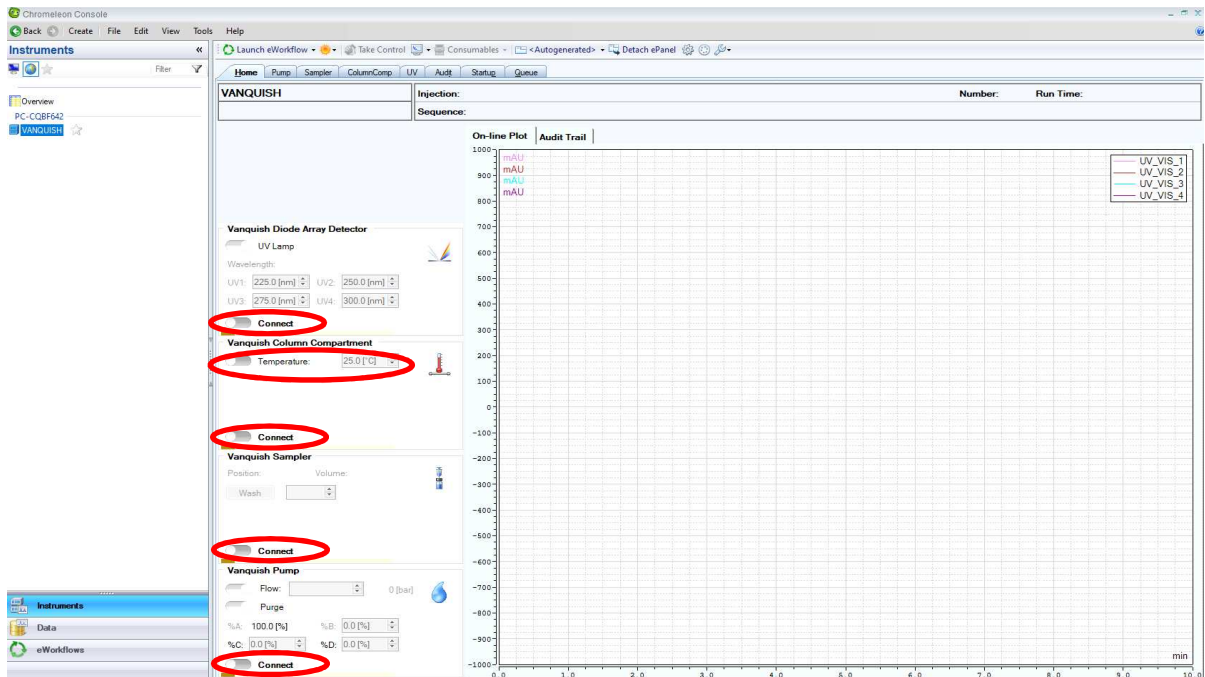 Chromeleon Console
Back Create File Edit View Tools Help
Instruments «
Launch eWorkflow Take Control Consumables <Autogenerated> Detach ePanel
Filter
Home Pump Sampler ColumnComp UV Audit Startup Queue
Overview
PC-CQBF642
VANQUISH
VANQUISH Injection: Number: Run Time:
Sequence:
On-line Plot Audit Trail
Vanquish Diode Array Detector
UV Lamp
Wavelength:
UV1: 225.0 [nm] UV2: 250.0 [nm]
UV3: 275.0 [nm] UV4: 300.0 [nm]
Connect
Vanquish Column Compartment
Temperature: 25.0 [°C]
Connect
Vanquish Sampler
Position: Volume:
Wash
Connect
Vanquish Pump
Flow: 0 [bar]
Purge
%A: 100.0 [%] %B: 0.0 [%]
%C: 0.0 [%] %D: 0.0 [%]
Connect
1000
900
800
700
600
500
400
300
200
100
0
-100
-200
-300
-400
-500
-600
-700
-800
-900
-1000
mAU
mAU
mAU
mAU
UV_VIS_1
UV_VIS_2
UV_VIS_3
UV_VIS_4
min
0.0 1.0 2.0 3.0 4.0 5.0 6.0 7.0 8.0 9.0 10.0
Instruments
Data
eWorkflows